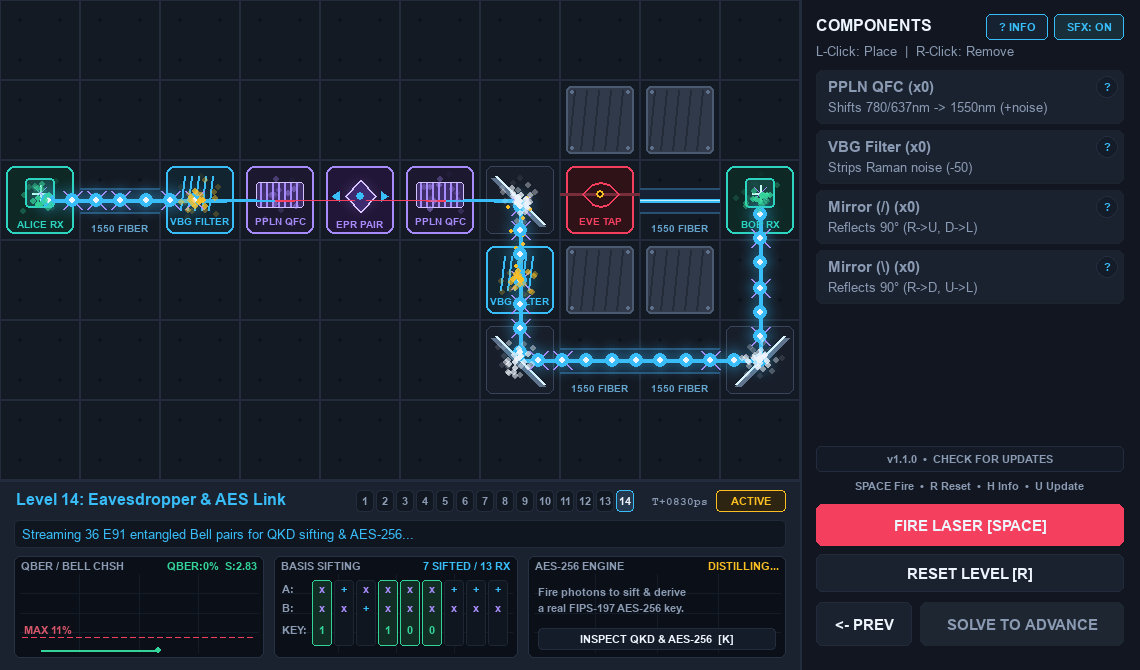 COMPONENTS
? INFO
SFX: ON
L-Click: Place | R-Click: Remove
PPLN QFC (x0)
?
Shifts 780/637nm -> 1550nm (+noise)
VBG Filter (x0)
?
Strips Raman noise (-50)
Mirror (/) (x0)
?
Reflects 90° (R->U, D->L)
Mirror (\) (x0)
?
Reflects 90° (R->D, U->L)
ALICE RX
1550 FIBER
VBG FILTER
PPLN QFC
EPR PAIR
PPLN QFC
EVE TAP
1550 FIBER
BOB RX
VBG FILTER
1550 FIBER
1550 FIBER
v1.1.0 • CHECK FOR UPDATES
SPACE Fire • R Reset • H Info • U Update
FIRE LASER [SPACE]
RESET LEVEL [R]
<- PREV
SOLVE TO ADVANCE
Level 14: Eavesdropper & AES Link
1 2 3 4 5 6 7 8 9 10 11 12 13 14
T+0830ps
ACTIVE
Streaming 36 E91 entangled Bell pairs for QKD sifting & AES-256...
QBER / BELL CHSH
QBER:0% S:2.83
MAX 11%
BASIS SIFTING
7 SIFTED / 13 RX
A: x + x x x x + + +
B: x x + x x x x x x
KEY: 1 1 0 0
AES-256 ENGINE
DISTILLING...
Fire photons to sift & derive
a real FIPS-197 AES-256 key.
INSPECT QKD & AES-256 [K]